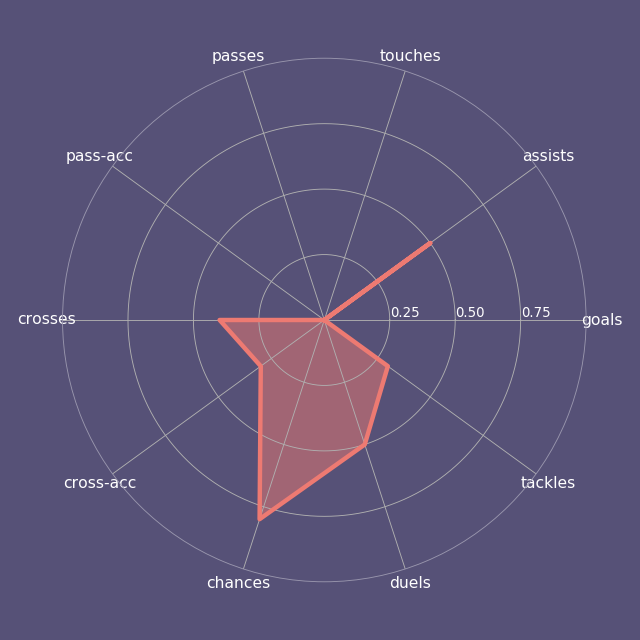 passes
touches
pass-acc
assists
0.25
0.50
0.75
goals
crosses
cross-acc
tackles
chances
duels